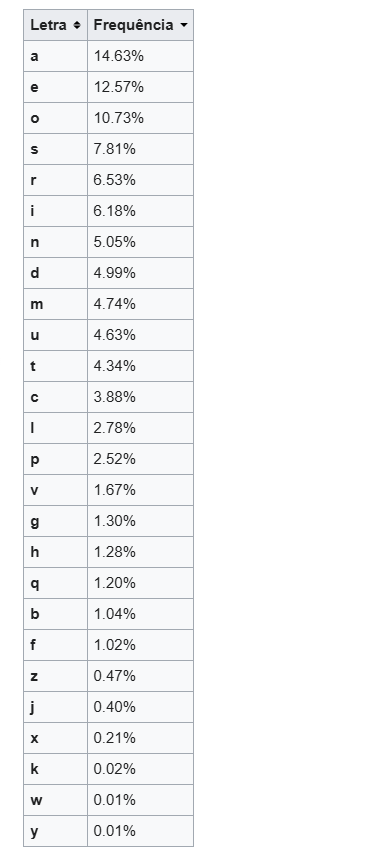 Letra Frequência
a 14.63%
e 12.57%
o 10.73%
s 7.81%
r 6.53%
i 6.18%
n 5.05%
d 4.99%
m 4.74%
u 4.63%
t 4.34%
c 3.88%
l 2.78%
p 2.52%
v 1.67%
g 1.30%
h 1.28%
q 1.20%
b 1.04%
f 1.02%
z 0.47%
j 0.40%
x 0.21%
k 0.02%
w 0.01%
y 0.01%